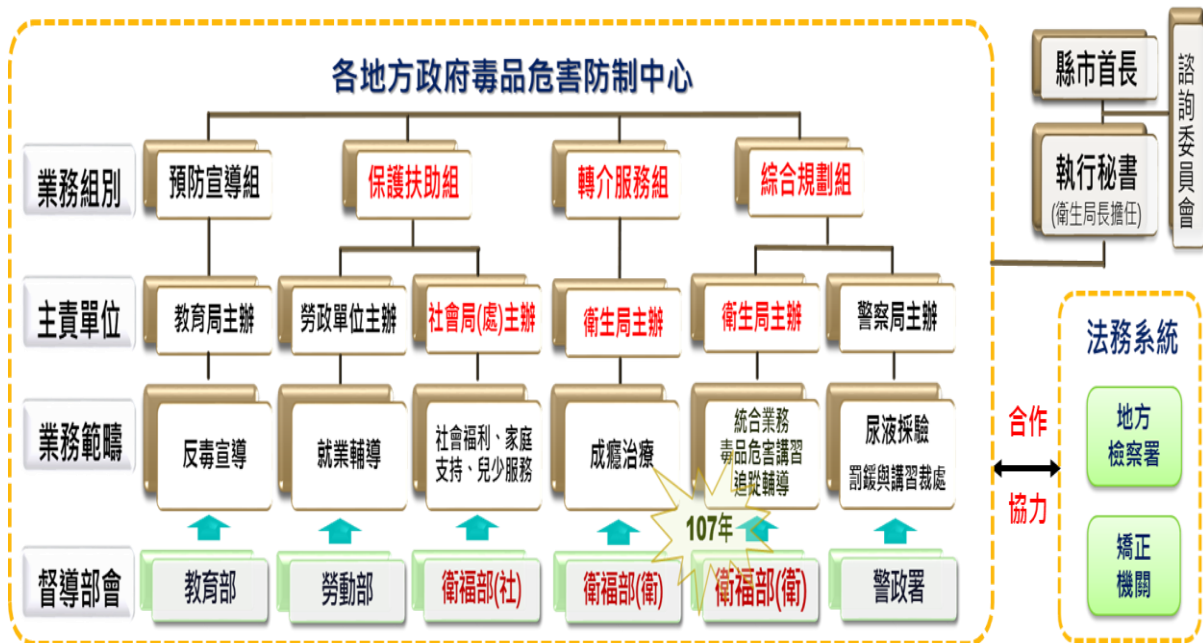 各地方政府毒品危害防制中心
業務組別
預防宣導組
保護扶助組
轉介服務組
綜合規劃組
主責單位
教育局主辦
勞政單位主辦
社會局(處)主辦
衛生局主辦
衛生局主辦
警察局主辦
業務範疇
反毒宣導
就業輔導
社會福利、家庭
支持、兒少服務
成癮治療
統合業務
毒品危害講習
追蹤輔導
尿液採驗
罰鍰與講習裁處
107年
督導部會
教育部
勞動部
衛福部(社)
衛福部(衛)
衛福部(衛)
警政署
縣市首長
執行秘書
(衛生局長擔任)
諮詢委員會
合作
協力
法務系統
地方
檢察署
矯正
機關